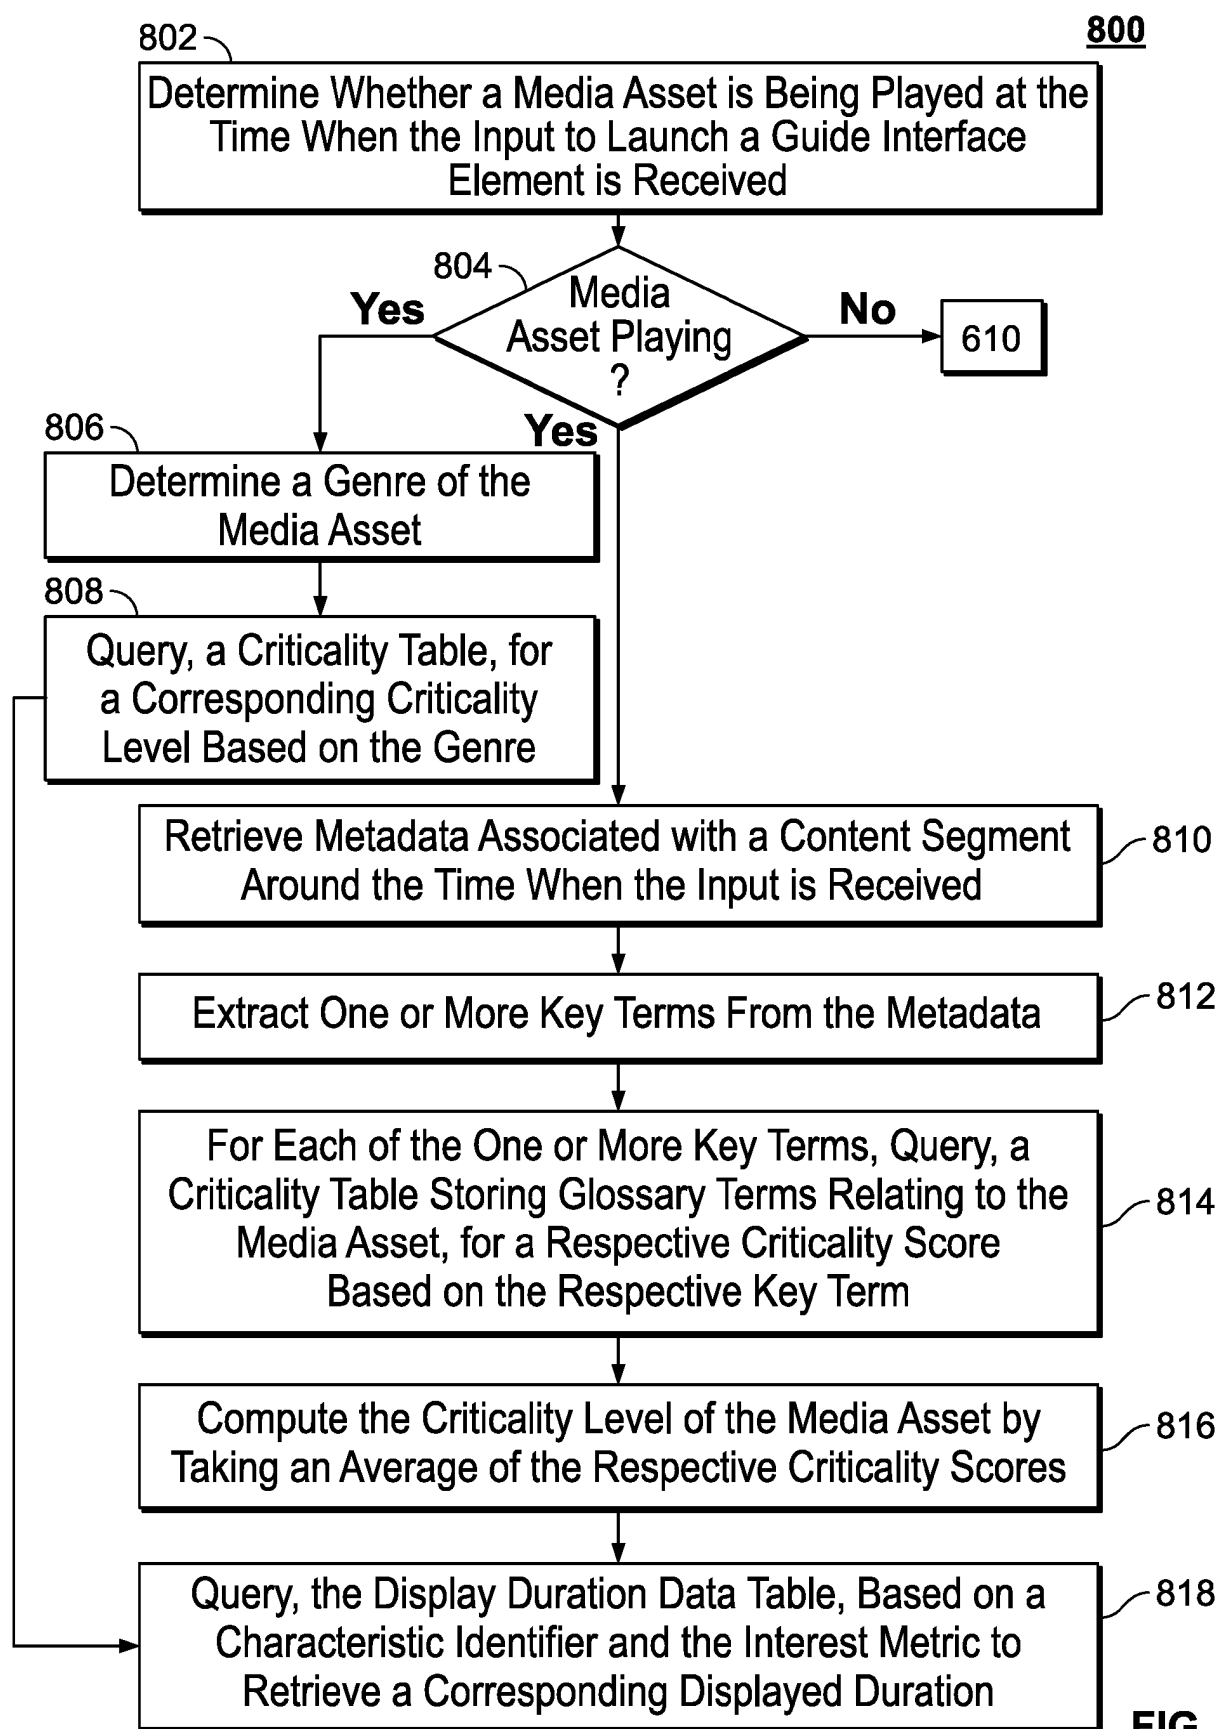 800
802
Determine Whether a Media Asset is Being Played at the
Time When the Input to Launch a Guide Interface
Element is Received
804
Media
Asset Playing
?
Yes
No
610
Yes
806
Determine a Genre of the
Media Asset
808
Query, a Criticality Table, for
a Corresponding Criticality
Level Based on the Genre
Retrieve Metadata Associated with a Content Segment
Around the Time When the Input is Received
810
Extract One or More Key Terms From the Metadata
812
For Each of the One or More Key Terms, Query, a
Criticality Table Storing Glossary Terms Relating to the
Media Asset, for a Respective Criticality Score
Based on the Respective Key Term
814
Compute the Criticality Level of the Media Asset by
Taking an Average of the Respective Criticality Scores
816
Query, the Display Duration Data Table, Based on a
Characteristic Identifier and the Interest Metric to
Retrieve a Corresponding Displayed Duration
818
FIG